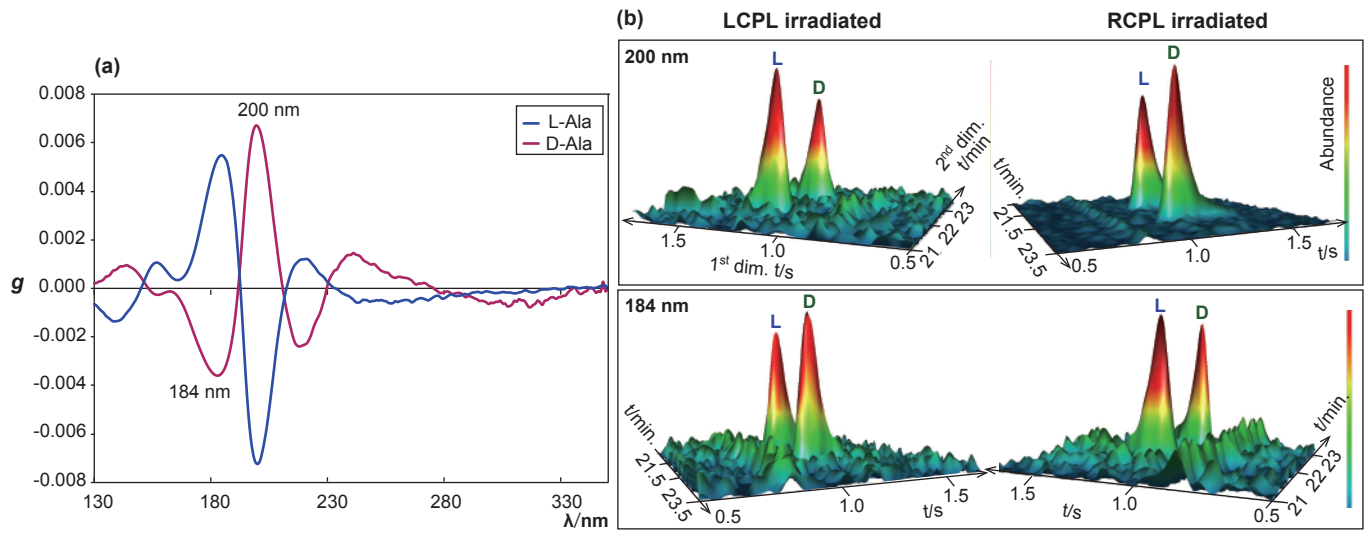 (a)
0.008
0.006
0.004
0.002
0.000
-0.002
-0.004
-0.006
-0.008
g
200 nm
184 nm
L-Ala
D-Ala
130
180
230
280
330
λ/nm
(b)
LCPL irradiated
RCPL irradiated
200 nm
L
D
2nd dim.
t/min
1.5
1.0
0.5
1st dim. t/s
21 22 23
L
D
t/min.
21.5
23.5
0.5
1.0
1.5
t/s
Abundance
184 nm
L
D
t/min.
21.5
23.5
0.5
1.0
1.5
t/s
L
D
t/min.
1.5
1.0
0.5
t/s
21 22 23